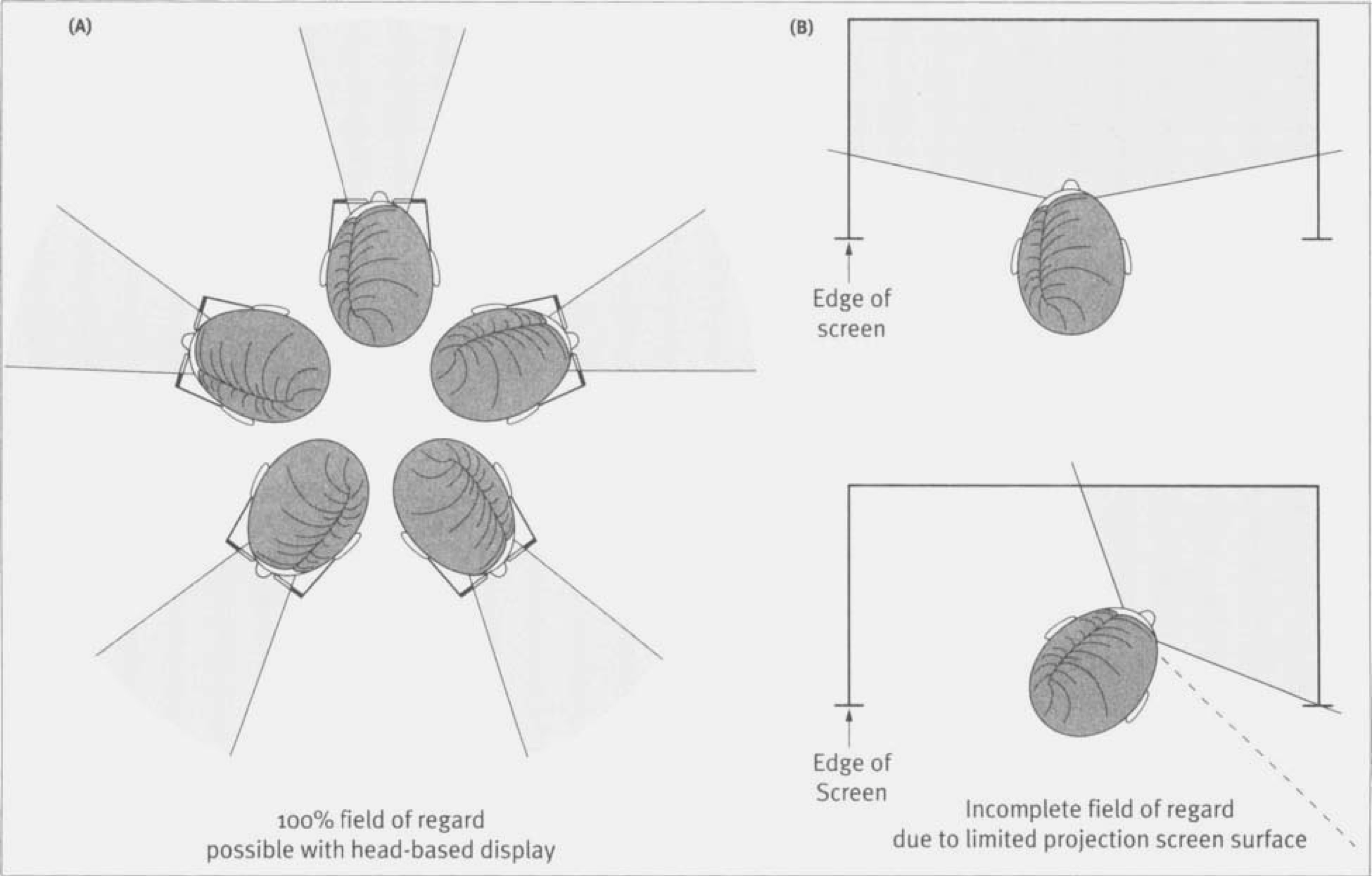 (A)
100% field of regard
possible with head-based display
(B)
Edge of
screen
Edge of
Screen
Incomplete field of regard
due to limited projection screen surface